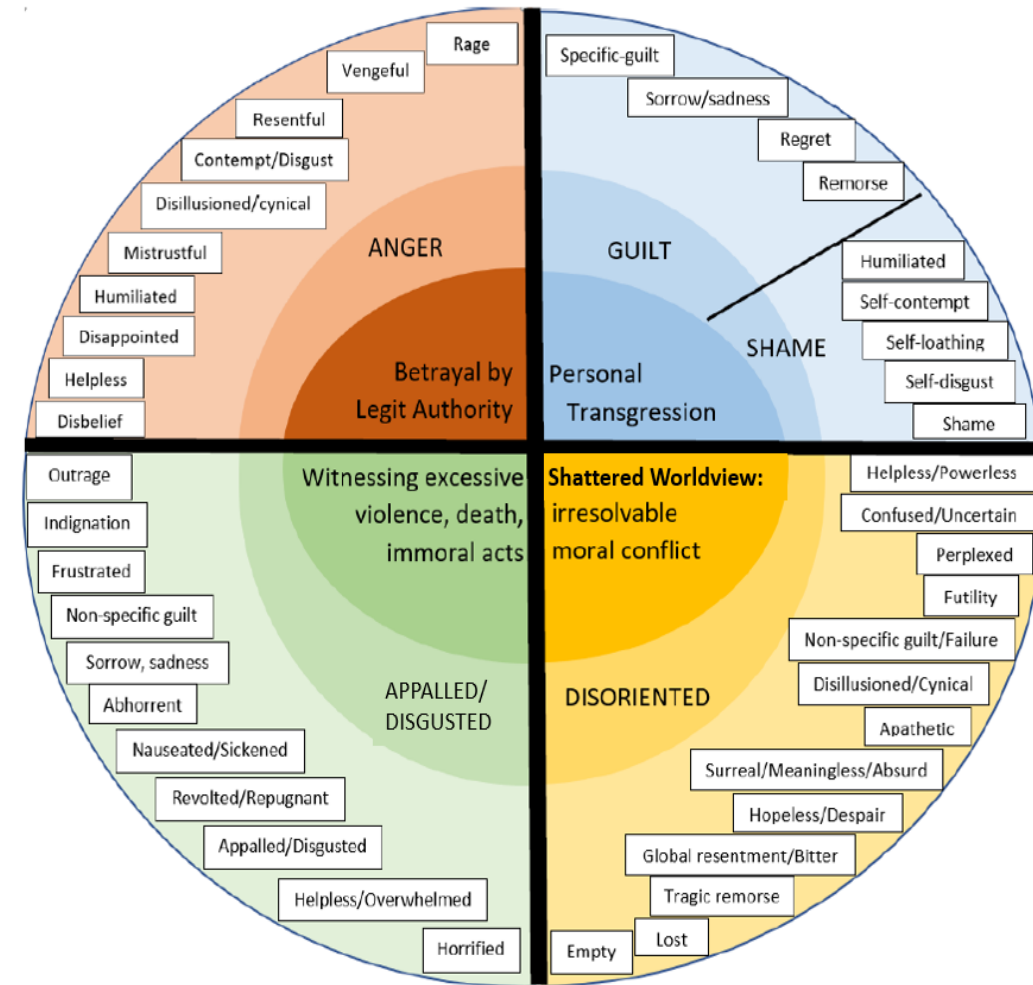 Rage
Vengeful
Resentful
Contempt/Disgust
Disillusioned/cynical
Mistrustful
Humiliated
Disappointed
Helpless
Disbelief
ANGER
Betrayal by
Legit Authority
Specific-guilt
Sorrow/sadness
Regret
Remorse
GUILT
Humiliated
Self-contempt
Self-loathing
Self-disgust
Shame
SHAME
Personal
Transgression
Outrage
Indignation
Frustrated
Non-specific guilt
Sorrow, sadness
Abhorrent
Nauseated/Sickened
Revolted/Repugnant
Appalled/Disgusted
Helpless/Overwhelmed
Horrified
Witnessing excessive
violence, death,
immoral acts
APPALLED/
DISGUSTED
Shattered Worldview:
irresolvable
moral conflict
DISORIENTED
Helpless/Powerless
Confused/Uncertain
Perplexed
Futility
Non-specific guilt/Failure
Disillusioned/Cynical
Apathetic
Surreal/Meaningless/Absurd
Hopeless/Despair
Global resentment/Bitter
Tragic remorse
Lost
Empty